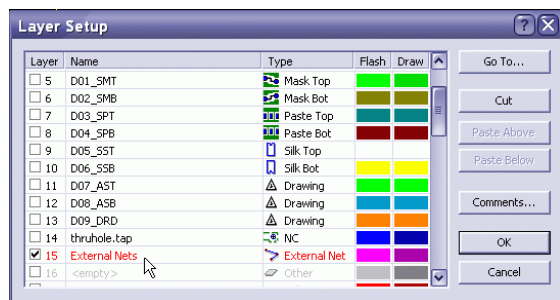 Layer Setup
Layer Name Type Flash Draw
5 D01_SMT Mask Top
6 D02_SMB Mask Bot
7 D03_SPT Paste Top
8 D04_SPB Paste Bot
9 D05_SST Silk Top
10 D06_SSB Silk Bot
11 D07_AST Drawing
12 D08_ASB Drawing
13 D09_DRD Drawing
14 thruhole.tap NC
15 External Nets External Net
16 <empty> Other
Go To...
Cut
Paste Above
Paste Below
Comments...
OK
Cancel